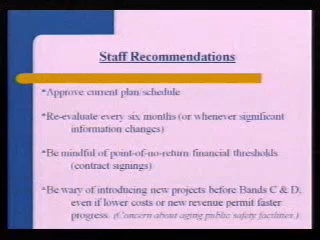 Staff Recommendations
*Approve current plan/schedule
*Re-evaluate every six months (or whenever significant
information changes)
*Be mindful of point-of-no-return financial thresholds
(contract signings)
*Be wary of introducing new projects before Bands C & D,
even if lower costs or new revenue permit faster
progress. (Concern about aging public safety facilities.)